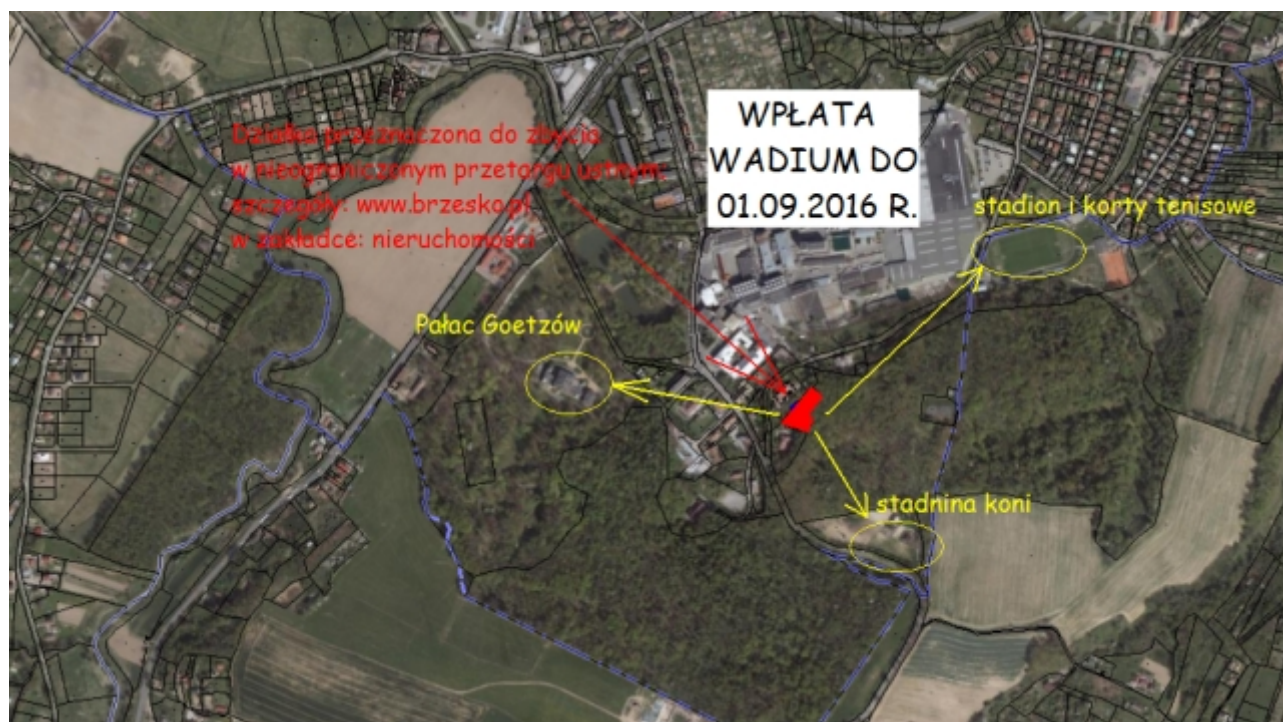 WPŁATA
WADIUM DO
01.09.2016 R.
Działka przeznaczona do zbycia
w nieograniczonym przetargu ustnym;
szczegóły: www.brzesko.pl
w zakładce: nieruchomości
stadion i korty tenisowe
Pałac Goetzów
stadnina koni